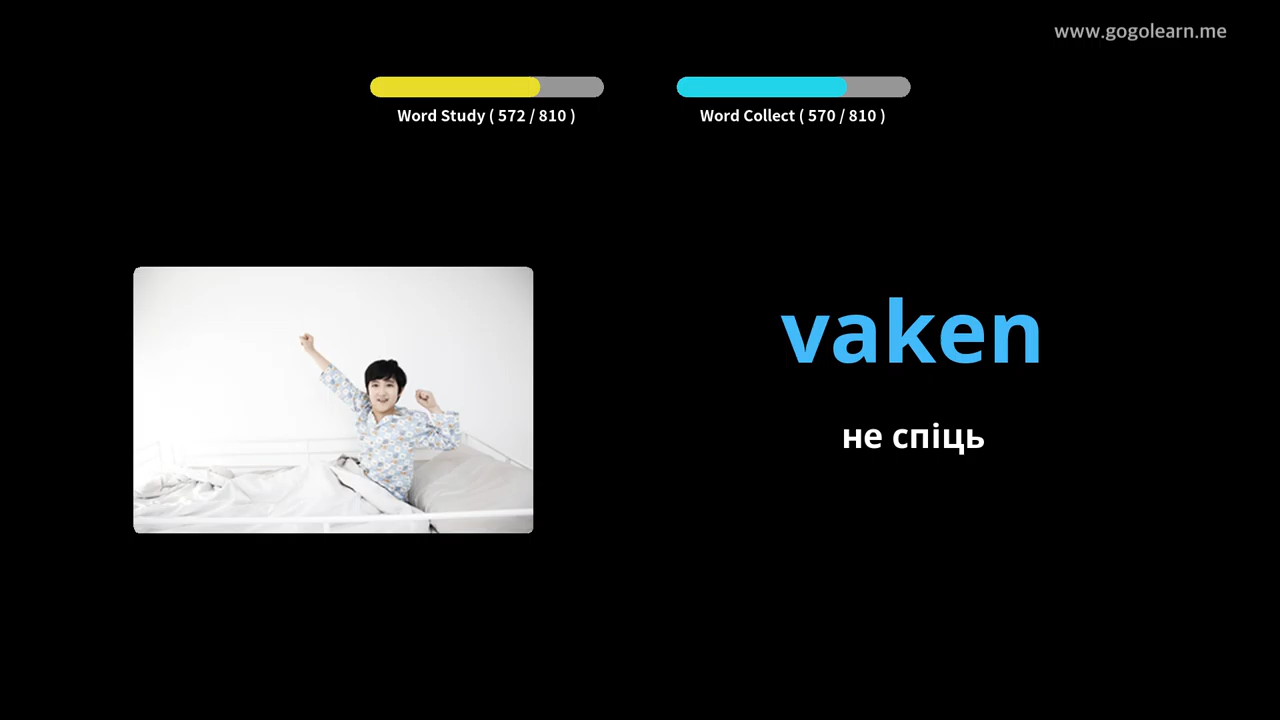 www.gogolearn.me
Word Study ( 572 / 810 )
Word Collect ( 570 / 810 )
vaken
не спіць